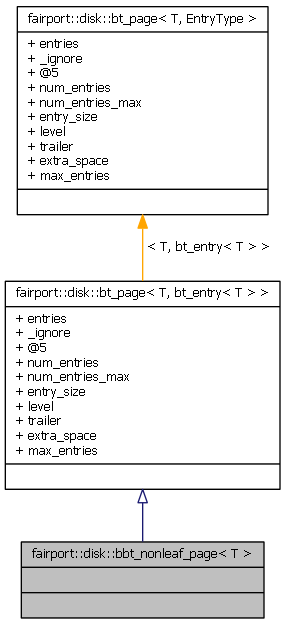 fairport::disk::bt_page< T, EntryType >
+ entries
+ _ignore
+ @5
+ num_entries
+ num_entries_max
+ entry_size
+ level
+ trailer
+ extra_space
+ max_entries
< T, bt_entry< T > >
fairport::disk::bt_page< T, bt_entry< T > >
+ entries
+ _ignore
+ @5
+ num_entries
+ num_entries_max
+ entry_size
+ level
+ trailer
+ extra_space
+ max_entries
fairport::disk::bbt_nonleaf_page< T >